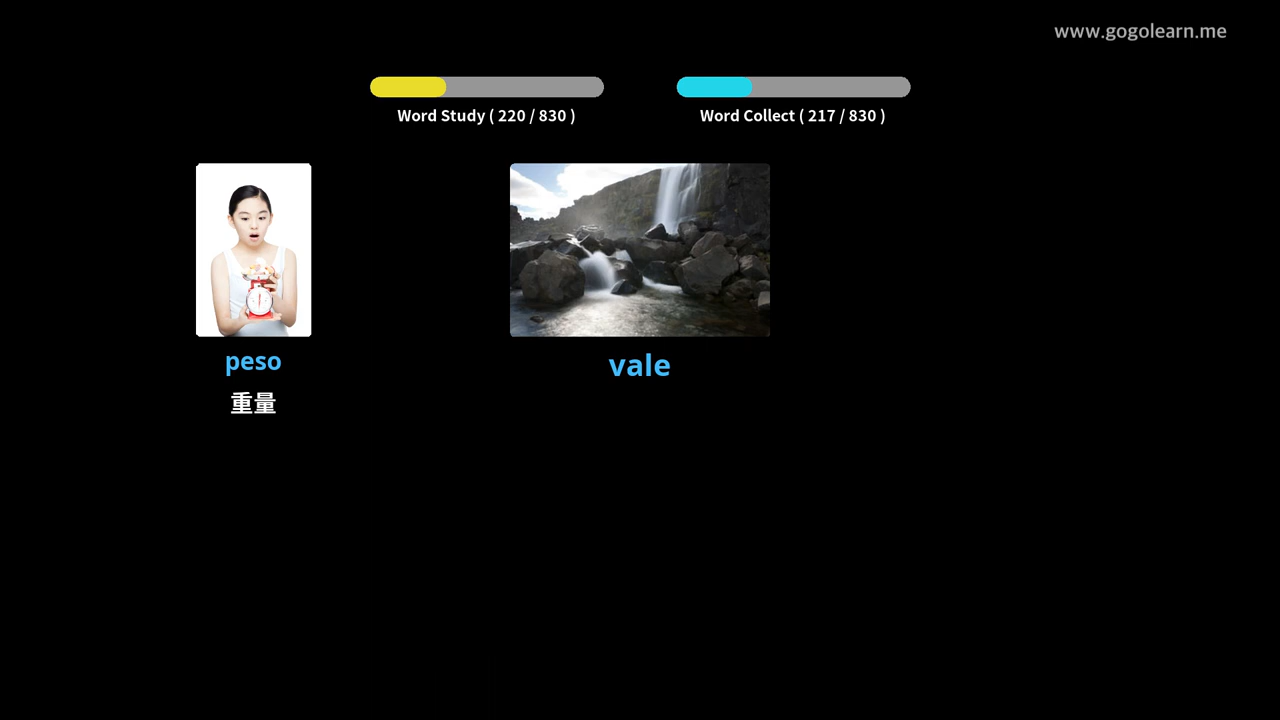 www.gogolearn.me
Word Study ( 220 / 830 )
Word Collect ( 217 / 830 )
peso
vale
重量